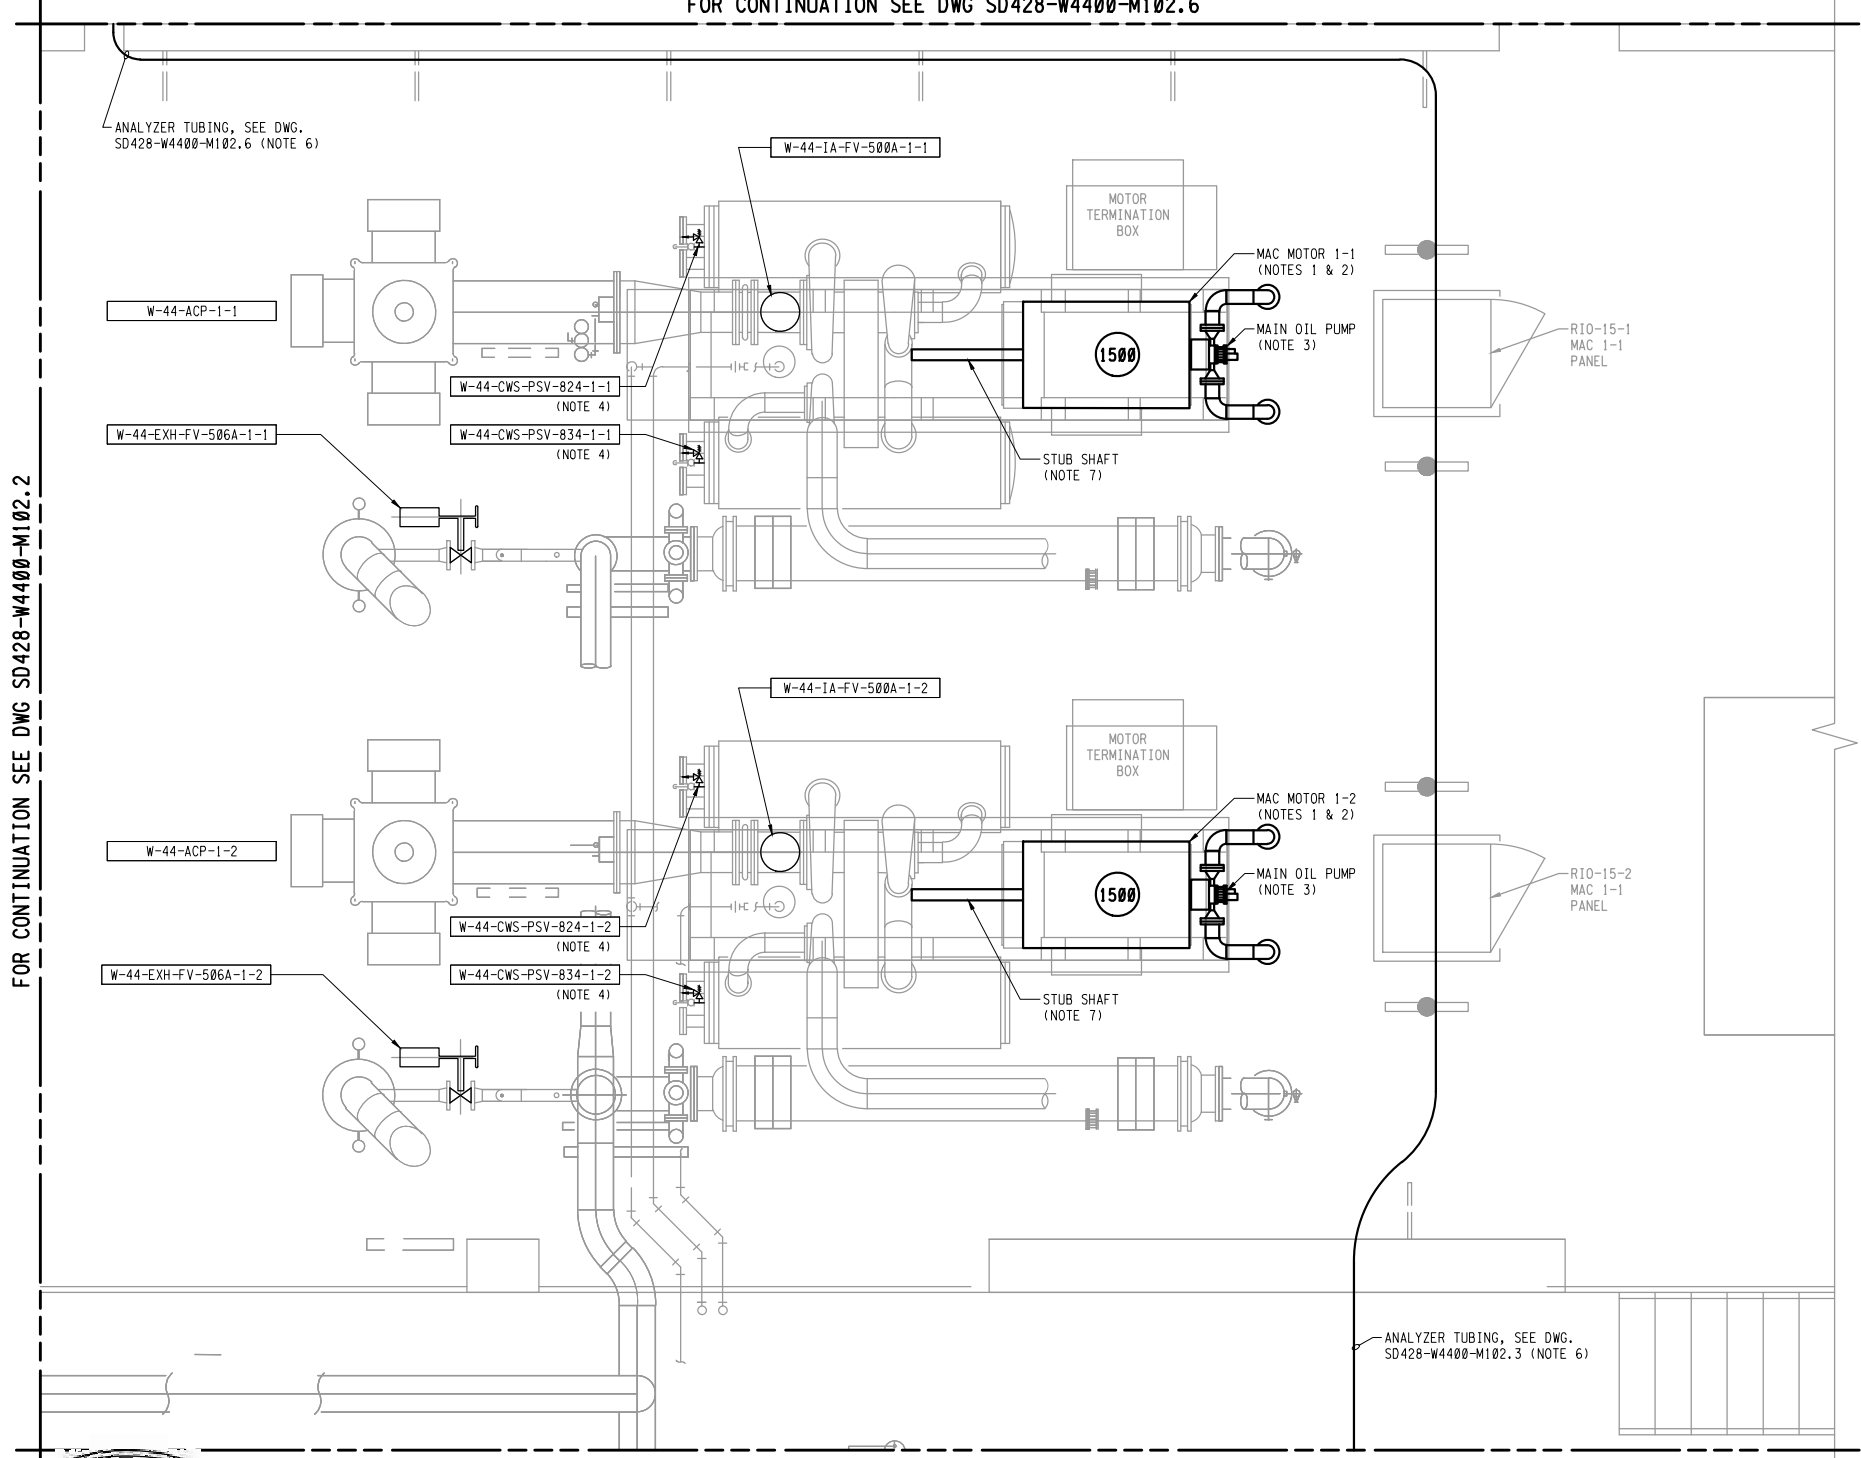 FOR CONTINUATION SEE DWG SD428-W4400-M102.6
ANALYZER TUBING, SEE DWG.
SD428-W4400-M102.6 (NOTE 6)
W-44-IA-FV-500A-1-1
MOTOR
TERMINATION
BOX
MAC MOTOR 1-1
(NOTES 1 & 2)
W-44-ACP-1-1
MAIN OIL PUMP
(NOTE 3)
RIO-15-1
MAC 1-1
PANEL
1500
W-44-CWS-PSV-824-1-1
(NOTE 4)
W-44-EXH-FV-506A-1-1
W-44-CWS-PSV-834-1-1
(NOTE 4)
STUB SHAFT
(NOTE 7)
FOR CONTINUATION SEE DWG SD428-W4400-M102.2
W-44-IA-FV-500A-1-2
MOTOR
TERMINATION
BOX
MAC MOTOR 1-2
(NOTES 1 & 2)
W-44-ACP-1-2
MAIN OIL PUMP
(NOTE 3)
RIO-15-2
MAC 1-1
PANEL
1500
W-44-CWS-PSV-824-1-2
(NOTE 4)
W-44-EXH-FV-506A-1-2
W-44-CWS-PSV-834-1-2
(NOTE 4)
STUB SHAFT
(NOTE 7)
ANALYZER TUBING, SEE DWG.
SD428-W4400-M102.3 (NOTE 6)